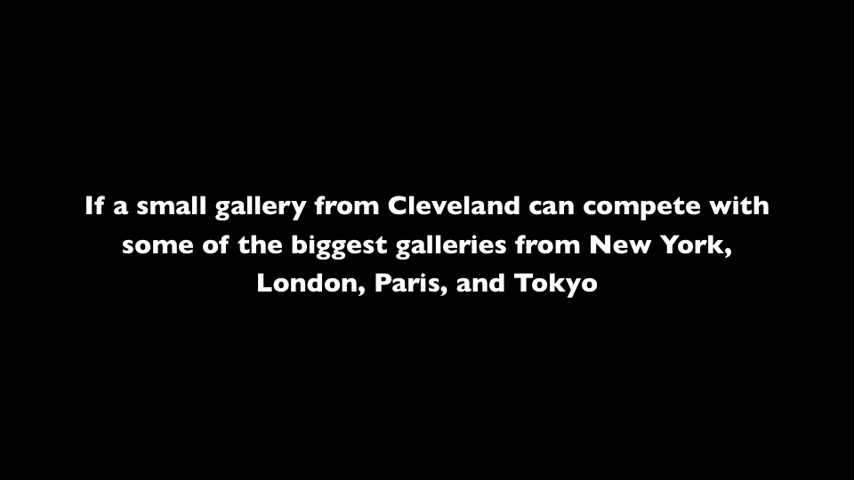 If a small gallery from Cleveland can compete with
some of the biggest galleries from New York,
London, Paris, and Tokyo